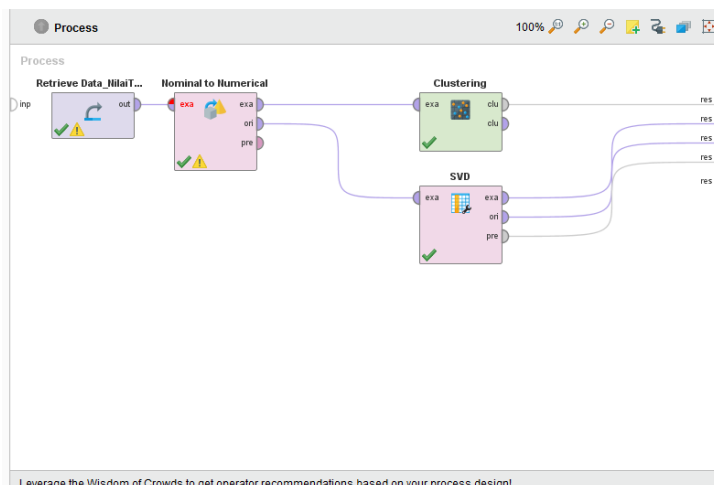 Process
100%
Process
Retrieve Data_NilaiT...
Nominal to Numerical
Clustering
inp
out
exa
exa
ori
pre
exa
clu
clu
res
res
res
res
res
SVD
exa
exa
ori
pre
Leverage the Wisdom of Crowds to get operator recommendations based on your process design!